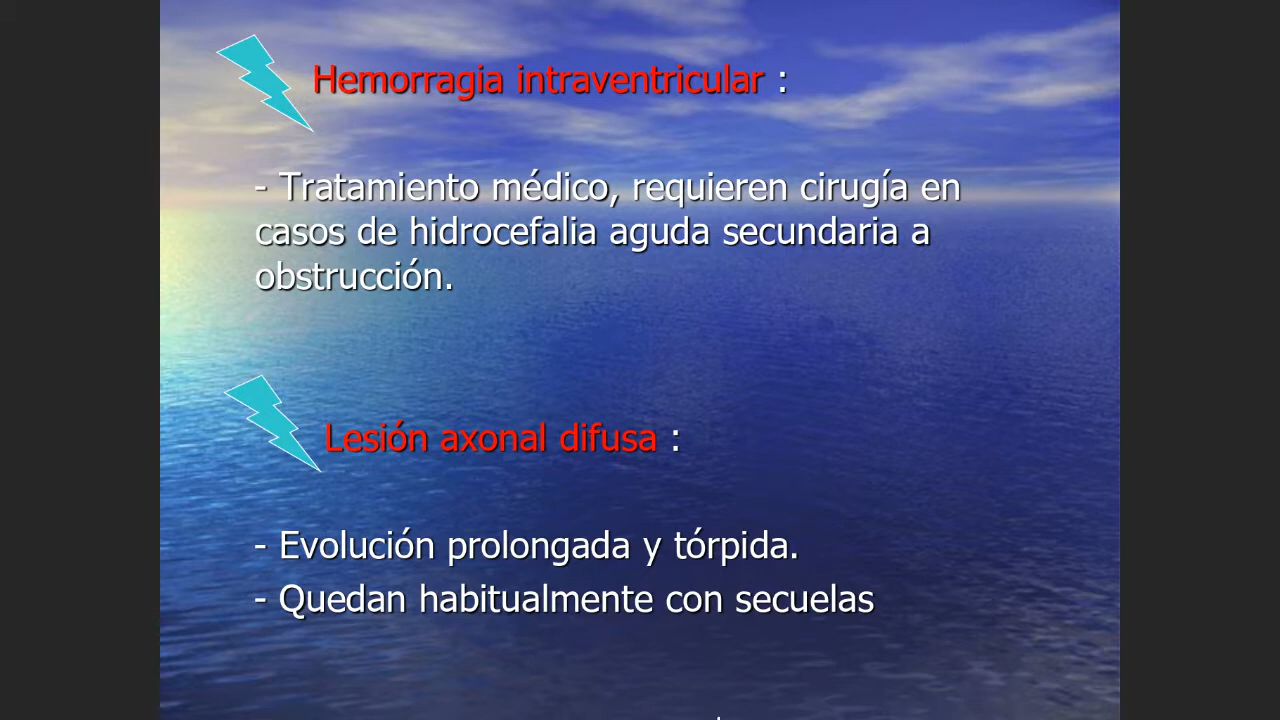 Hemorragia intraventricular :
- Tratamiento médico, requieren cirugía en
casos de hidrocefalia aguda secundaria a
obstrucción.
Lesión axonal difusa :
- Evolución prolongada y tórpida.
- Quedan habitualmente con secuelas